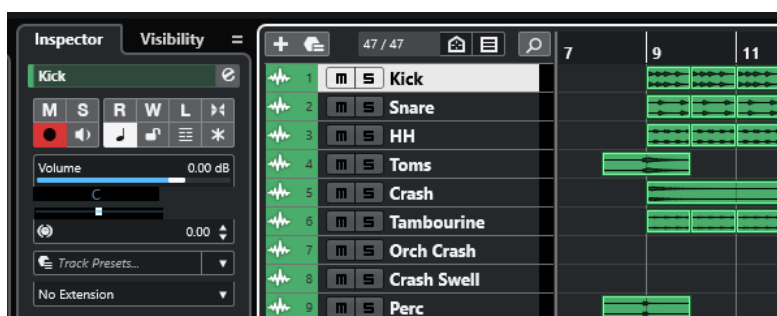 Inspector Visibility
Kick
M S R W L
Volume 0.00 dB
C
0.00
Track Presets...
No Extension
47 / 47
7 9 11
1 m s Kick
2 m s Snare
3 m s HH
4 m s Toms
5 m s Crash
6 m s Tambourine
7 m s Orch Crash
8 m s Crash Swell
9 m s Perc